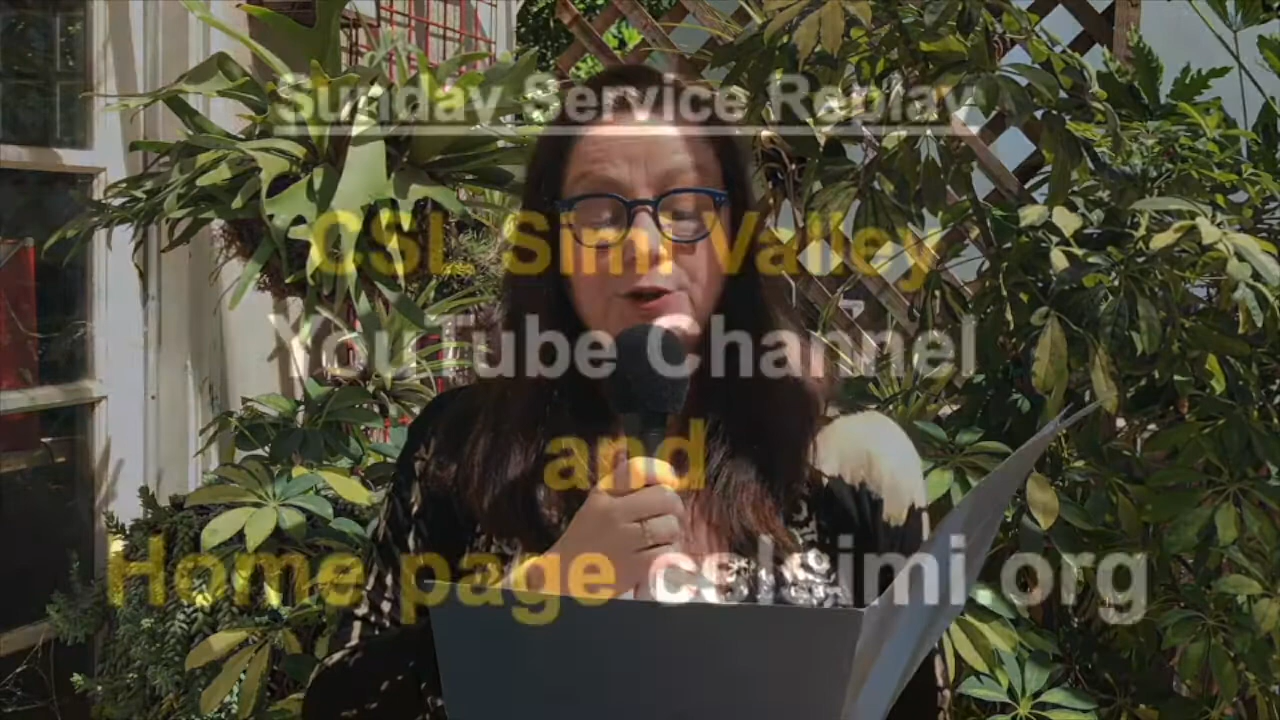 Sunday Service Replay
CSL Simi Valley
YouTube Channel
and
Home page cslsimi org